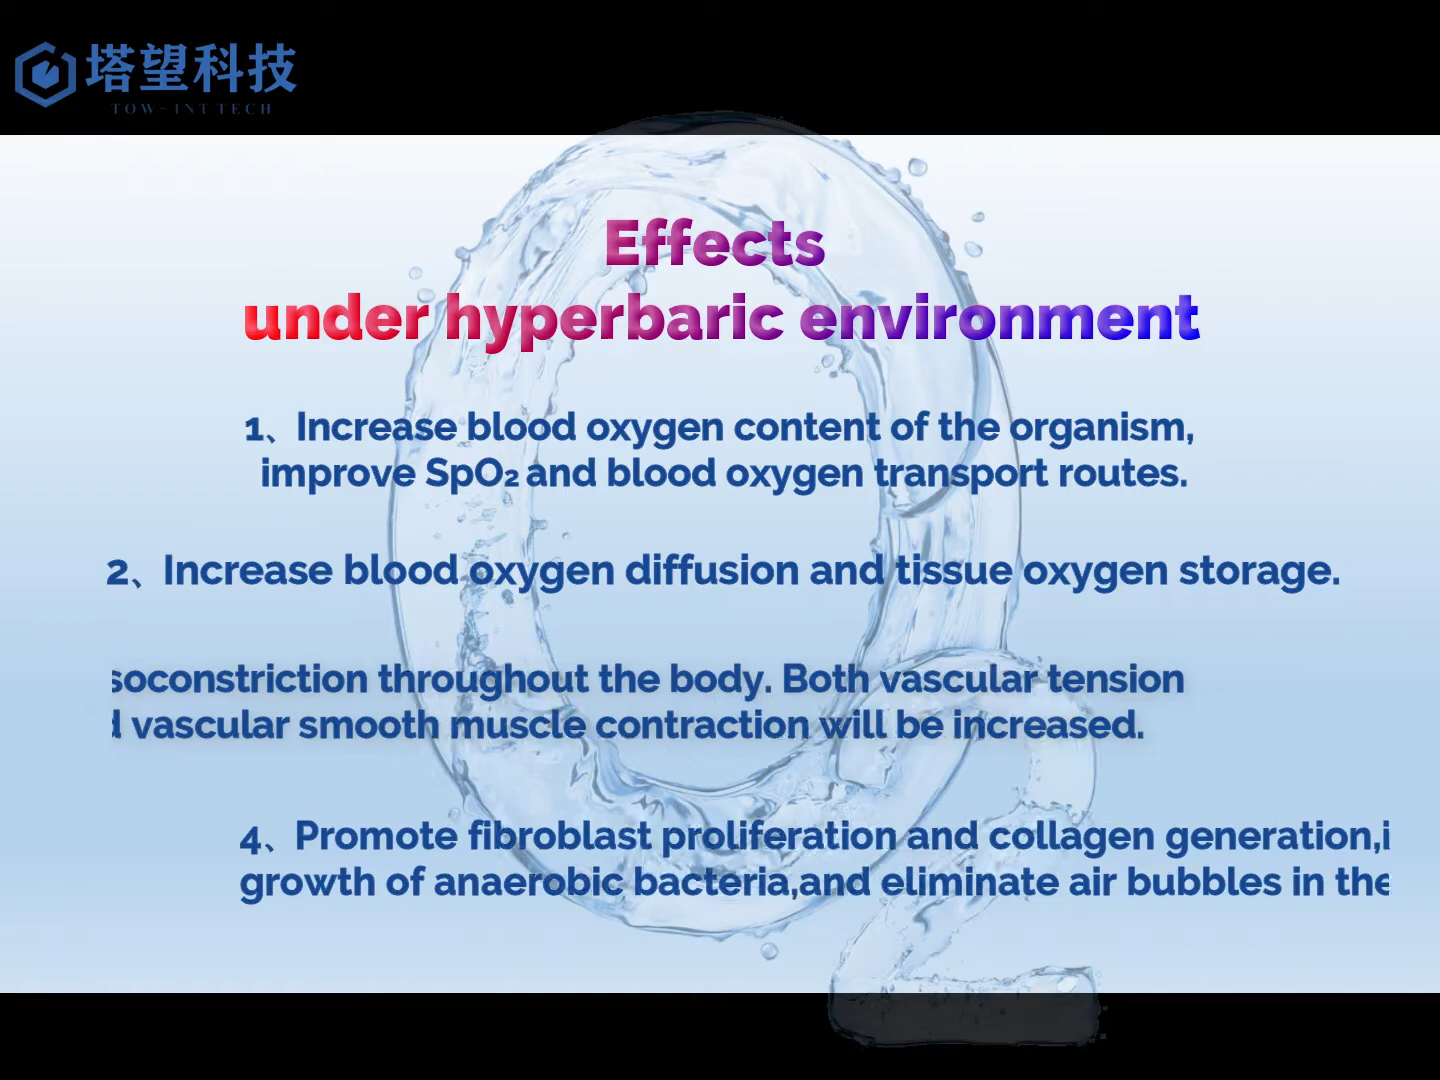 塔望科技
TOW-INT TECH
Effects
under hyperbaric environment
1、Increase blood oxygen content of the organism,
improve SpO₂ and blood oxygen transport routes.
2、Increase blood oxygen diffusion and tissue oxygen storage.
soconstriction throughout the body. Both vascular tension
d vascular smooth muscle contraction will be increased.
4、Promote fibroblast proliferation and collagen generation,i
growth of anaerobic bacteria,and eliminate air bubbles in the